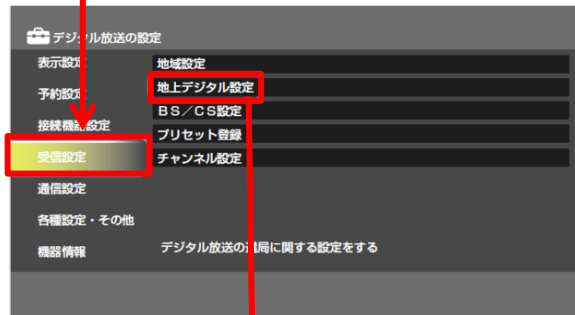 デジタル放送の設定
表示設定
地域設定
予約設定
地上デジタル設定
BS/CS設定
接続機器設定
プリセット登録
受信設定
チャンネル設定
通信設定
各種設定・その他
機器情報
デジタル放送の選局に関する設定をする